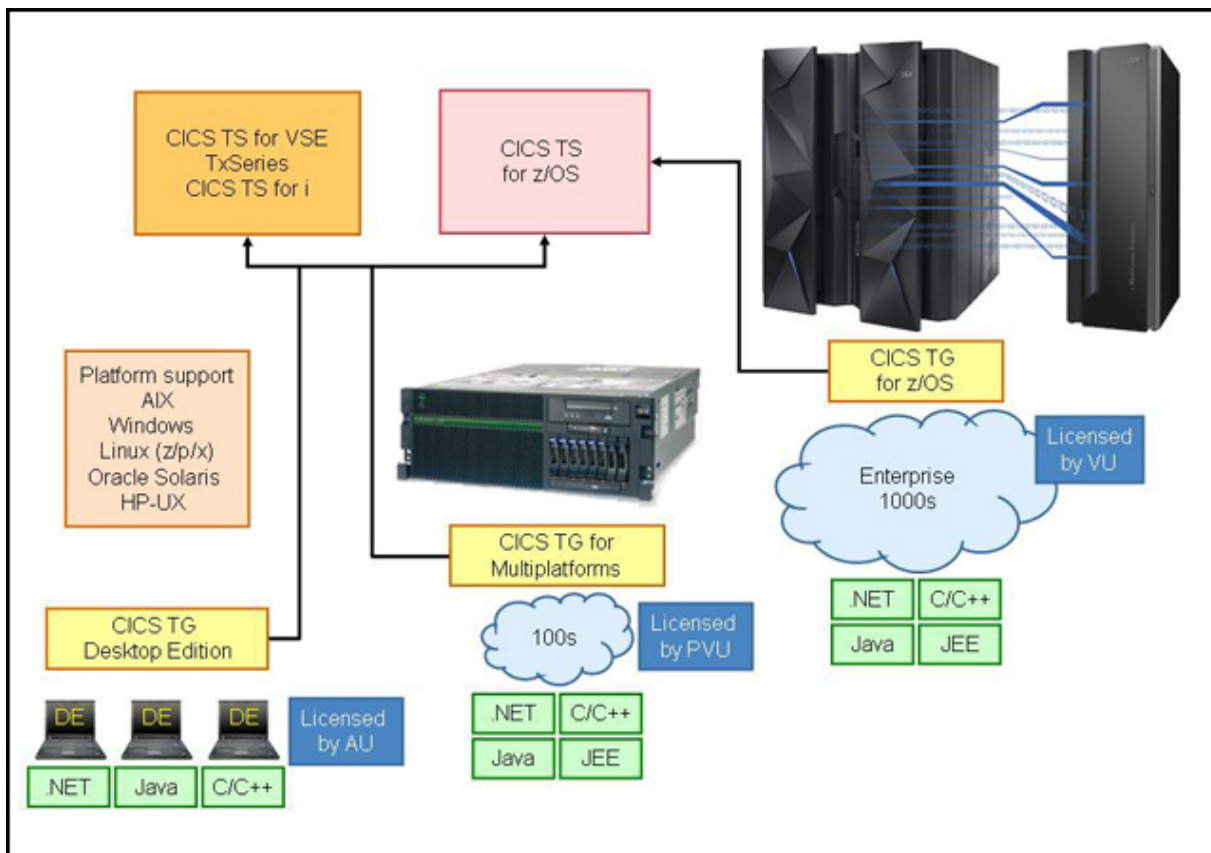 CICS TS for VSE
TxSeries
CICS TS for i
CICS TS
for z/OS
Platform support
AIX
Windows
Linux (z/p/x)
Oracle Solaris
HP-UX
CICS TG
for z/OS
Licensed
by VU
Enterprise
1000s
.NET
C/C++
Java
JEE
CICS TG for
Multiplatforms
100s
Licensed
by PVU
.NET
C/C++
Java
JEE
CICS TG
Desktop Edition
DE
DE
DE
Licensed
by AU
.NET
Java
C/C++